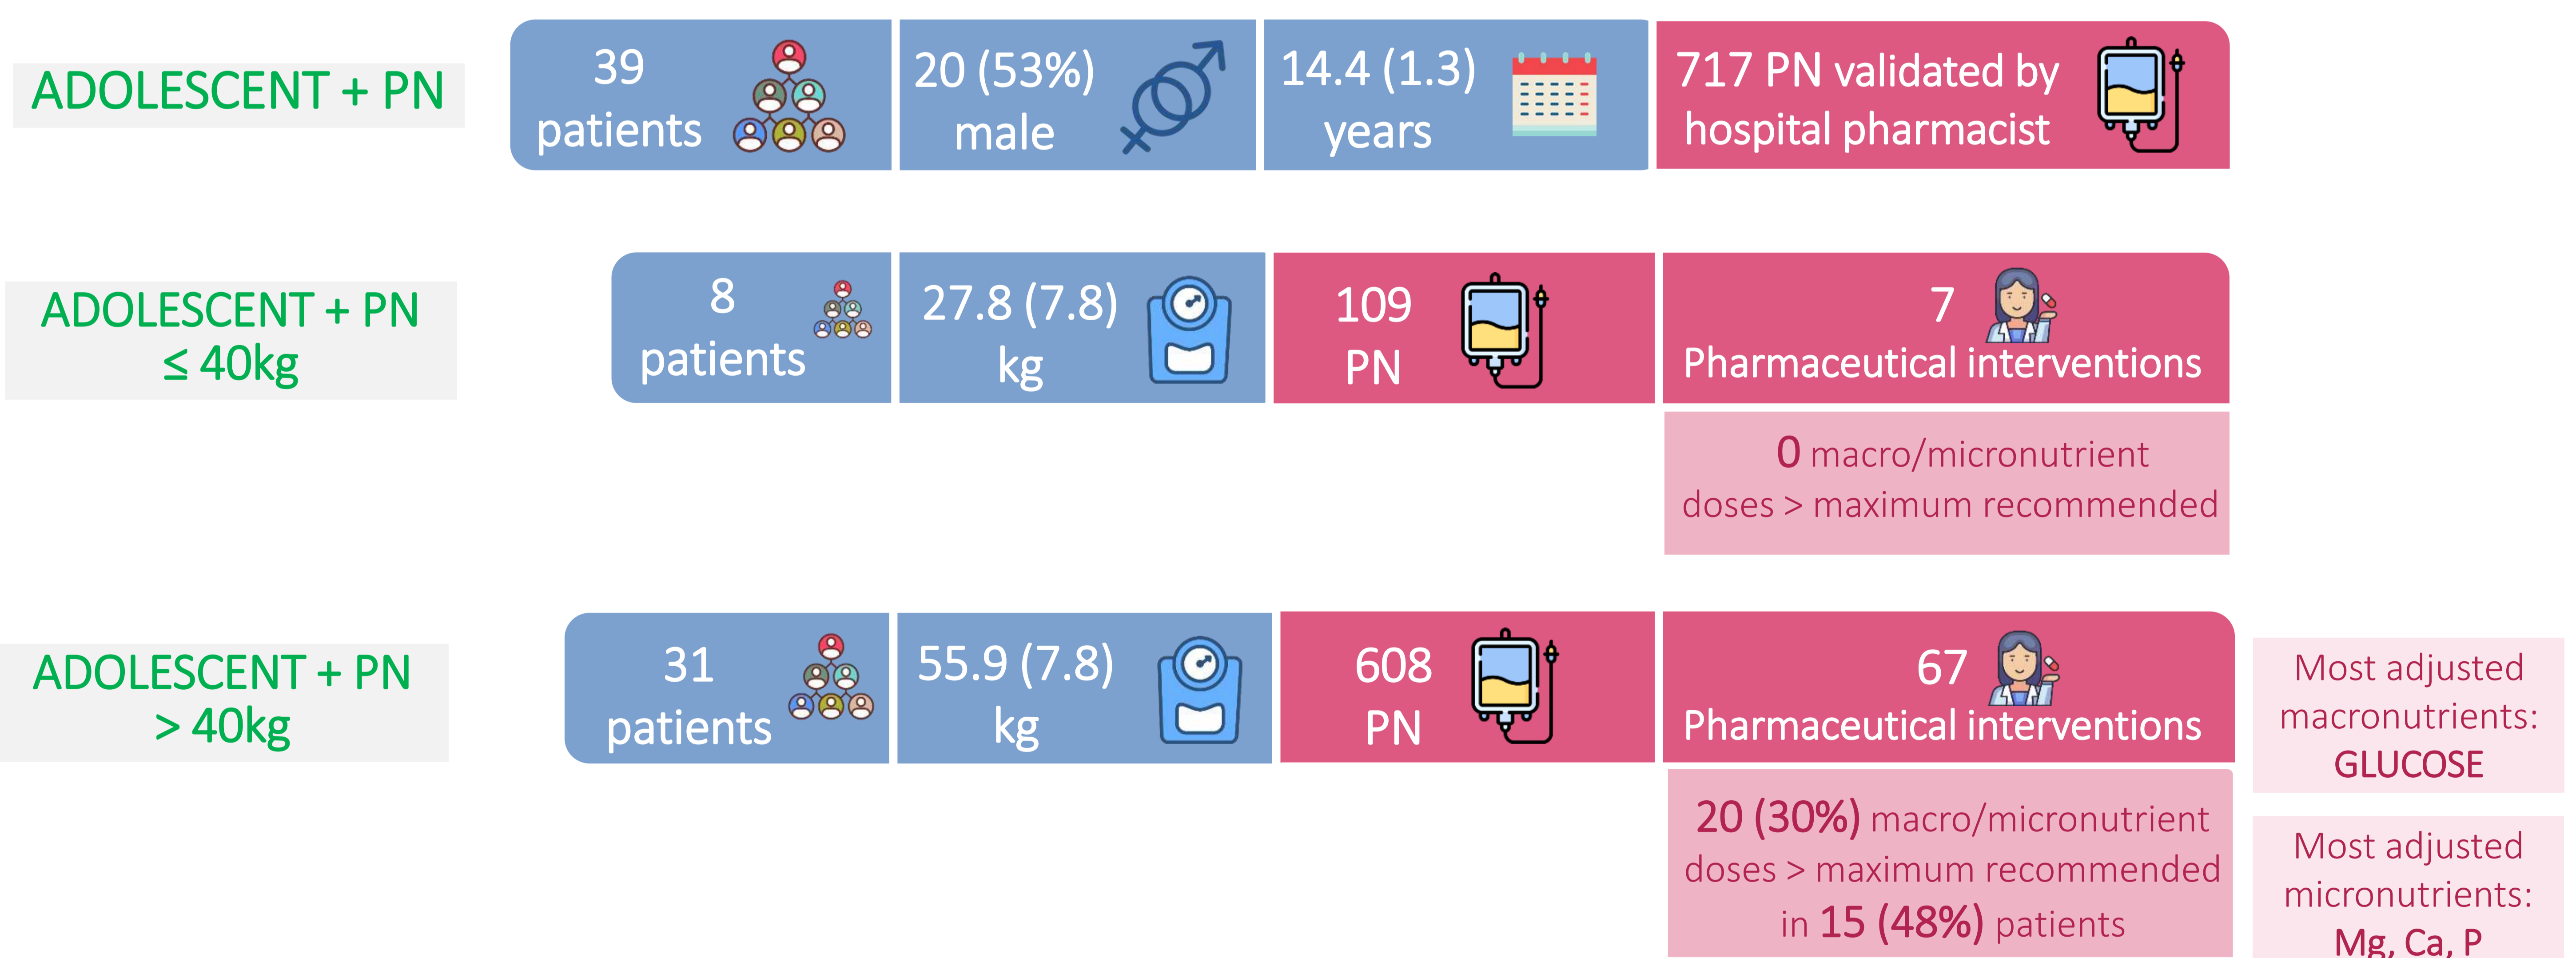 ADOLESCENT + PN
39
patients
20 (53%)
male
14.4 (1.3)
years
717 PN validated by
hospital pharmacist
ADOLESCENT + PN
≤ 40kg
8
patients
27.8 (7.8)
kg
109
PN
7
Pharmaceutical interventions
0 macro/micronutrient
doses > maximum recommended
ADOLESCENT + PN
> 40kg
31
patients
55.9 (7.8)
kg
608
PN
67
Pharmaceutical interventions
20 (30%) macro/micronutrient
doses > maximum recommended
in 15 (48%) patients
Most adjusted
macronutrients:
GLUCOSE
Most adjusted
micronutrients:
Mg, Ca, P